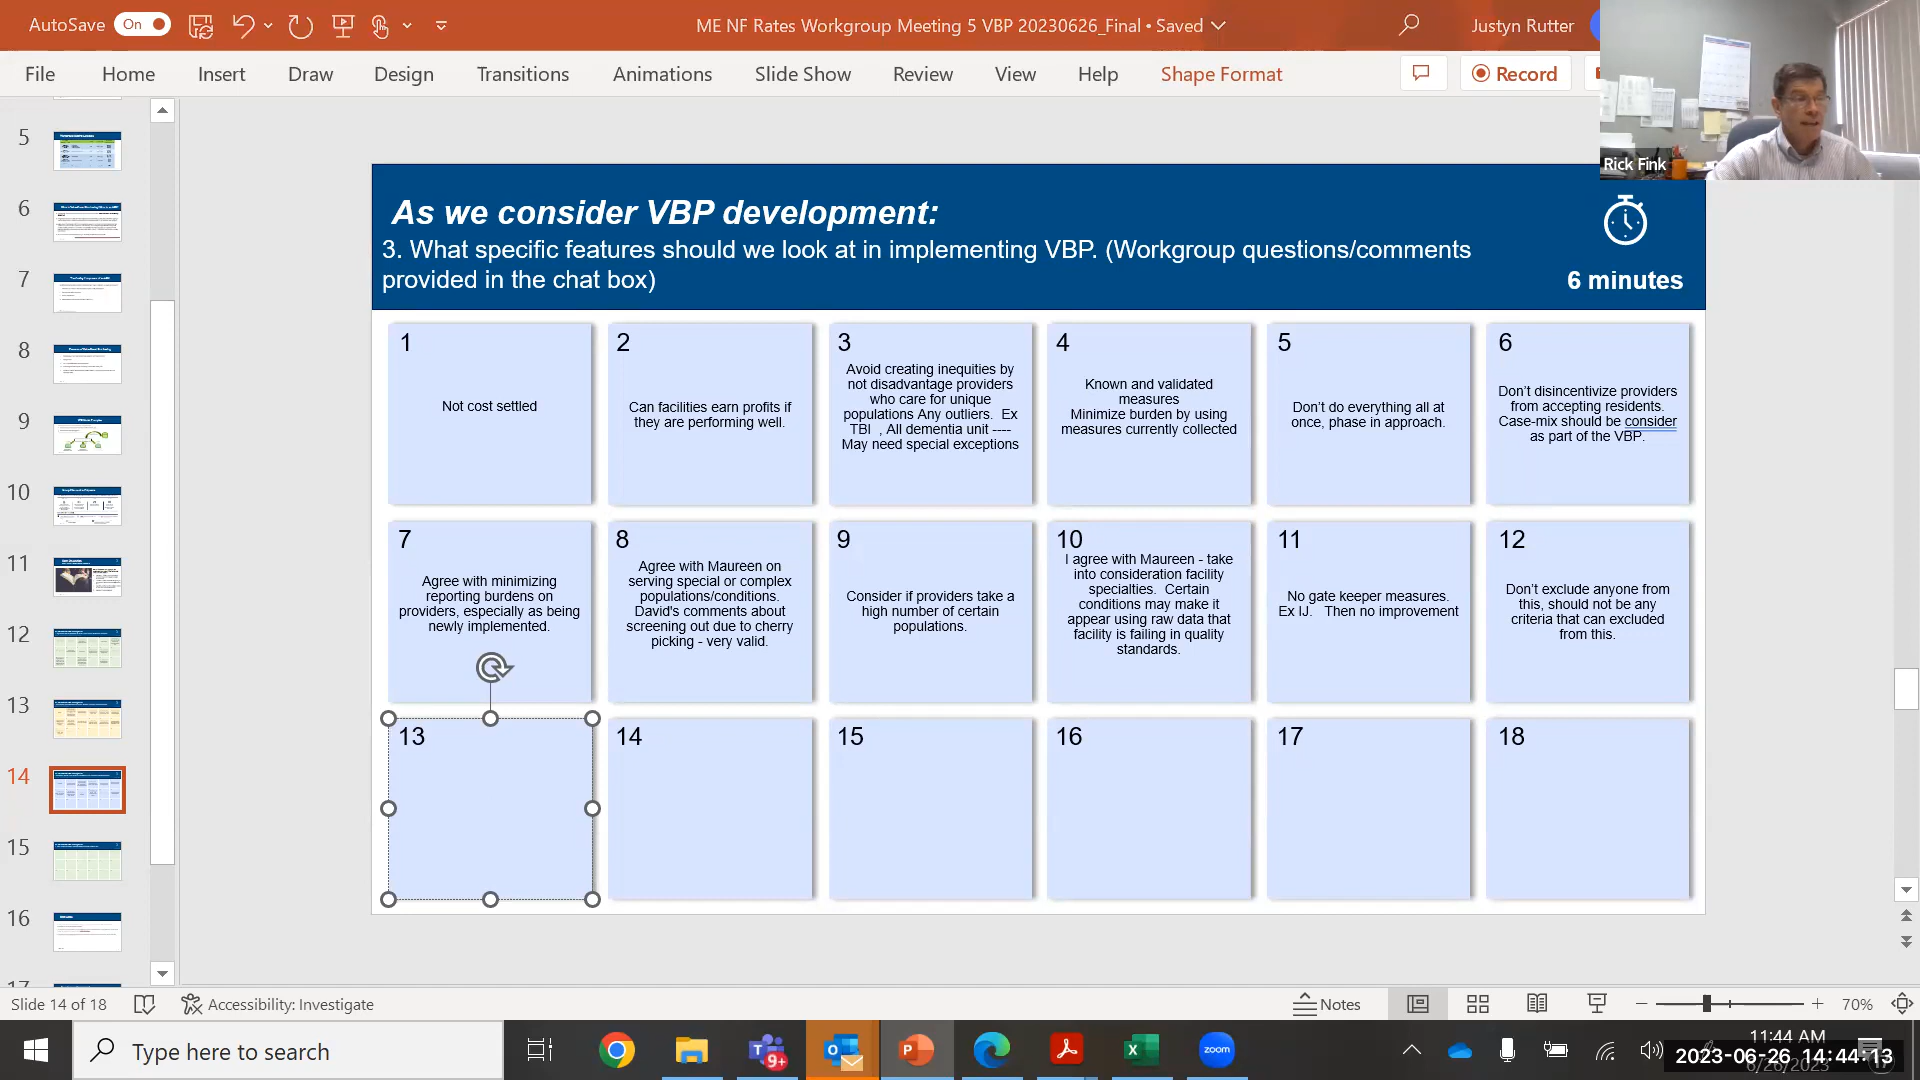 AutoSave
On
ME NF Rates Workgroup Meeting 5 VBP 20230626_Final • Saved
Justyn Rutter
File
Home
Insert
Draw
Design
Transitions
Animations
Slide Show
Review
View
Help
Shape Format
Record
Rick Fink
5
6
7
8
9
10
11
12
13
14
15
16
As we consider VBP development:
3. What specific features should we look at in implementing VBP. (Workgroup questions/comments
provided in the chat box)
6 minutes
1
Not cost settled
2
Can facilities earn profits if
they are performing well.
3
Avoid creating inequities by
not disadvantage providers
who care for unique
populations Any outliers.  Ex
TBI  , All dementia unit ----
May need special exceptions
4
Known and validated
measures
Minimize burden by using
measures currently collected
5
Don't do everything all at
once, phase in approach.
6
Don't disincentivize providers
from accepting residents.
Case-mix should be consider
as part of the VBP.
7
Agree with minimizing
reporting burdens on
providers, especially as being
newly implemented.
8
Agree with Maureen on
serving special or complex
populations/conditions.
David's comments about
screening out due to cherry
picking - very valid.
9
Consider if providers take a
high number of certain
populations.
10
I agree with Maureen - take
into consideration facility
specialties.  Certain
conditions may make it
appear using raw data that
facility is failing in quality
standards.
11
No gate keeper measures.
Ex IJ.   Then no improvement
12
Don't exclude anyone from
this, should not be any
criteria that can excluded
from this.
13
14
15
16
17
18
Slide 14 of 18
Accessibility: Investigate
Notes
70%
Type here to search
9+
zoom
11:44 AM
2023-06-26 14:44:13